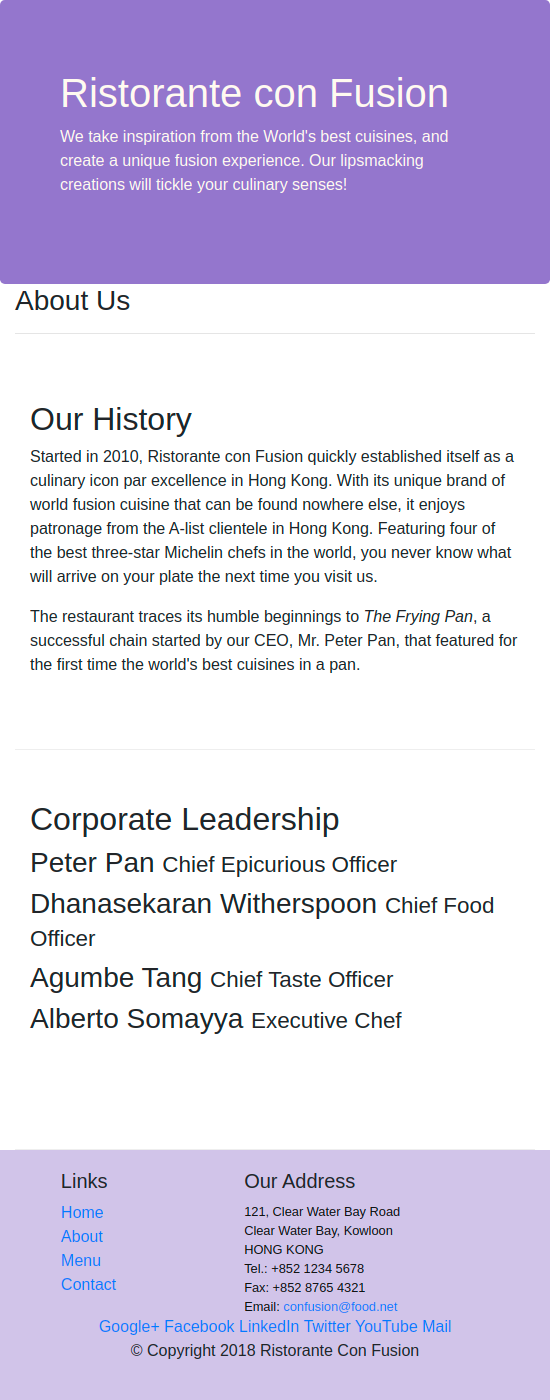 Ristorante con Fusion
We take inspiration from the World's best cuisines, and
create a unique fusion experience. Our lipsmacking
creations will tickle your culinary senses!
About Us
Our History
Started in 2010, Ristorante con Fusion quickly established itself as a
culinary icon par excellence in Hong Kong. With its unique brand of
world fusion cuisine that can be found nowhere else, it enjoys
patronage from the A-list clientele in Hong Kong. Featuring four of
the best three-star Michelin chefs in the world, you never know what
will arrive on your plate the next time you visit us.
The restaurant traces its humble beginnings to The Frying Pan, a
successful chain started by our CEO, Mr. Peter Pan, that featured for
the first time the world's best cuisines in a pan.
Corporate Leadership
Peter Pan Chief Epicurious Officer
Dhanasekaran Witherspoon Chief Food
Officer
Agumbe Tang Chief Taste Officer
Alberto Somayya Executive Chef
Links
Home
About
Menu
Contact
Our Address
121, Clear Water Bay Road
Clear Water Bay, Kowloon
HONG KONG
Tel.: +852 1234 5678
Fax: +852 8765 4321
Email: confusion@food.net
Google+ Facebook LinkedIn Twitter YouTube Mail
© Copyright 2018 Ristorante Con Fusion